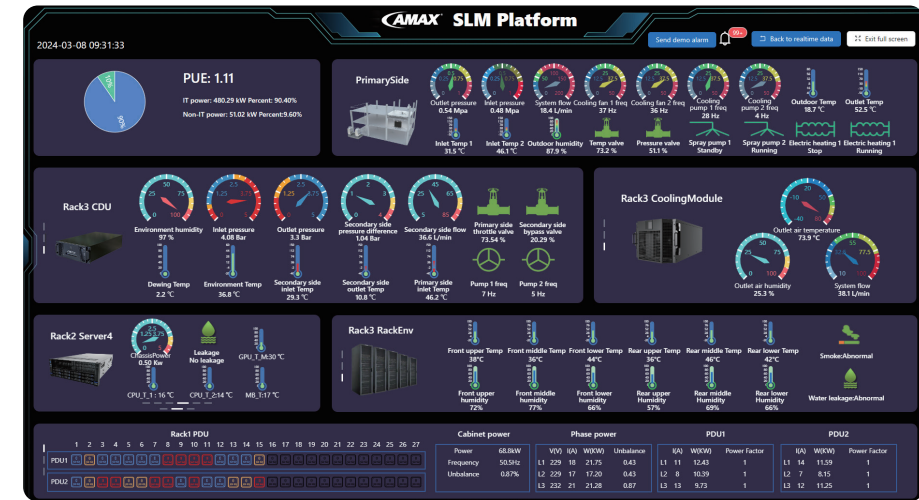 AMAX SLM Platform
2024-03-08 09:31:33
Send demo alarm
99+
Back to realtime data
Exit full screen
10%
90%
PUE: 1.11
IT power: 480.29 kW Percent: 90.40%
Non-IT power: 51.02 kW Percent:9.60%
PrimarySide
Outlet pressure
0.54 Mpa
Inlet pressure
0.48 Mpa
System flow
18.4 L/min
Cooling fan 1 freq
37 Hz
Cooling fan 2 freq
36 Hz
Cooling
pump 1 freq
28 Hz
Cooling
pump 2 freq
4 Hz
Outdoor Temp
18.7 °C
Outlet Temp
52.5 °C
Inlet Temp 1
31.5 °C
Inlet Temp 2
46.1°C
Outdoor humidity
87.9 %
Temp valve
73.2 %
Pressure valve
51.1 %
Spray pump 1
Standby
Spray pump 2
Running
Electric heating 1
Stop
Electric heating 1
Running
Rack3 CDU
Environment humidity
97 %
Inlet pressure
4.08 Bar
Outlet pressure
3.3 Bar
Secondary side
pressure difference
1.04 Bar
Secondary side flow
36.6 L/min
Primary side
throttle valve
73.54 %
Secondary side
bypass valve
20.29 %
Dewing Temp
2.2 °C
Environment Temp
36.8°C
Secondary side
inlet Temp
29.3 °C
Secondary side
outlet Temp
10.8 °C
Primary side
inlet Temp
46.2 °C
Pump 1 freq
7 Hz
Pump 2 freq
5 Hz
Rack3 CoolingModule
Outlet air temperature
73.9 °C
Outlet air humidity
25.3 %
System flow
38.1 L/min
Rack2 Server4
ChassisPower
0.50 Kw
Leakage
No leakage
GPU_T_M:30 °C
CPU_T_1 : 16 °C
CPU_T_2:14 °C
MB_T:17 °C
Rack3 RackEnv
Front upper Temp
38°C
Front middle Temp
36°C
Front lower Temp
44°C
Rear upper Temp
36°C
Rear middle Temp
46°C
Rear lower Temp
42°C
Smoke:Abnormal
Front upper
humidity
72%
Front middle
humidity
77%
Front lower
humidity
66%
Rear upper
Humidity
57%
Rear middle
Humidity
69%
Rear lower
Humidity
66%
Water leakage:Abnormal
Rack1 PDU
1 2 3 4 5 6 7 8 9 10 11 12 13 14 15 16 17 18 19 20 21 22 23 24 25 26 27
PDU1
PDU2
Cabinet power
Power 68.8kW
Frequency 50.5Hz
Unbalance 0.87%
Phase power
V(V) I(A) W(KW) Unbalance
L1 229 18 21.75 0.43
L2 229 17 17.20 0.43
L3 232 21 21.28 0.87
PDU1
I(A) W(KW) Power Factor
L1 11 12.43 1
L2 8 10.39 1
L3 13 9.73 1
PDU2
I(A) W(KW) Power Factor
L1 14 11.59 1
L2 7 8.15 1
L3 12 11.25 1